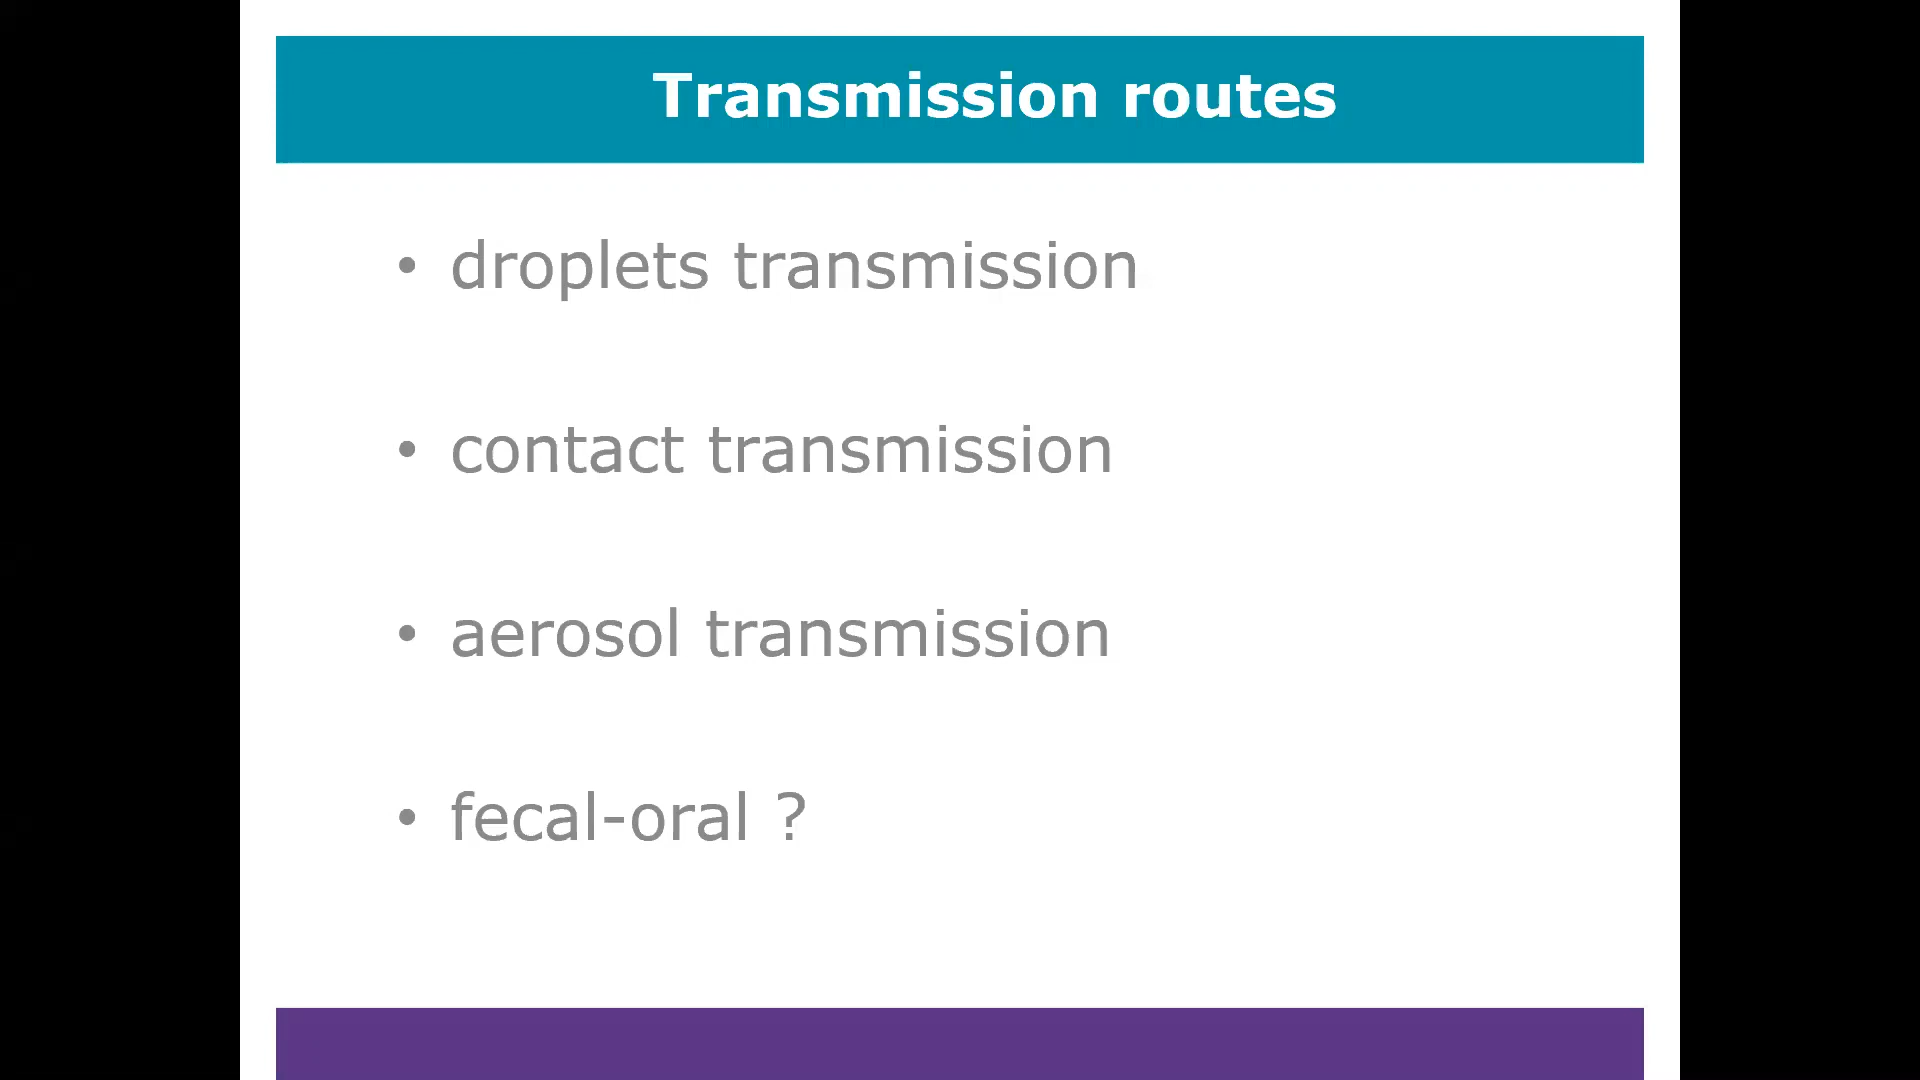 Transmission routes
• droplets transmission
• contact transmission
• aerosol transmission
• fecal-oral ?